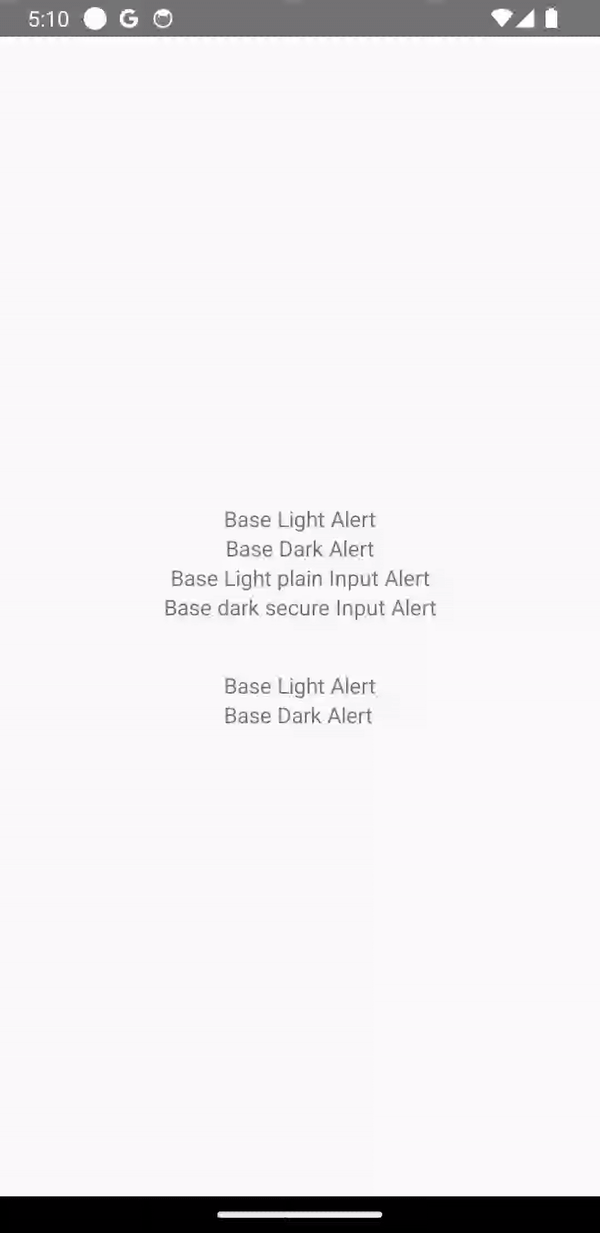 5:10 G
Base Light Alert
Base Dark Alert
Base Light plain Input Alert
Base dark secure Input Alert
Base Light Alert
Base Dark Alert